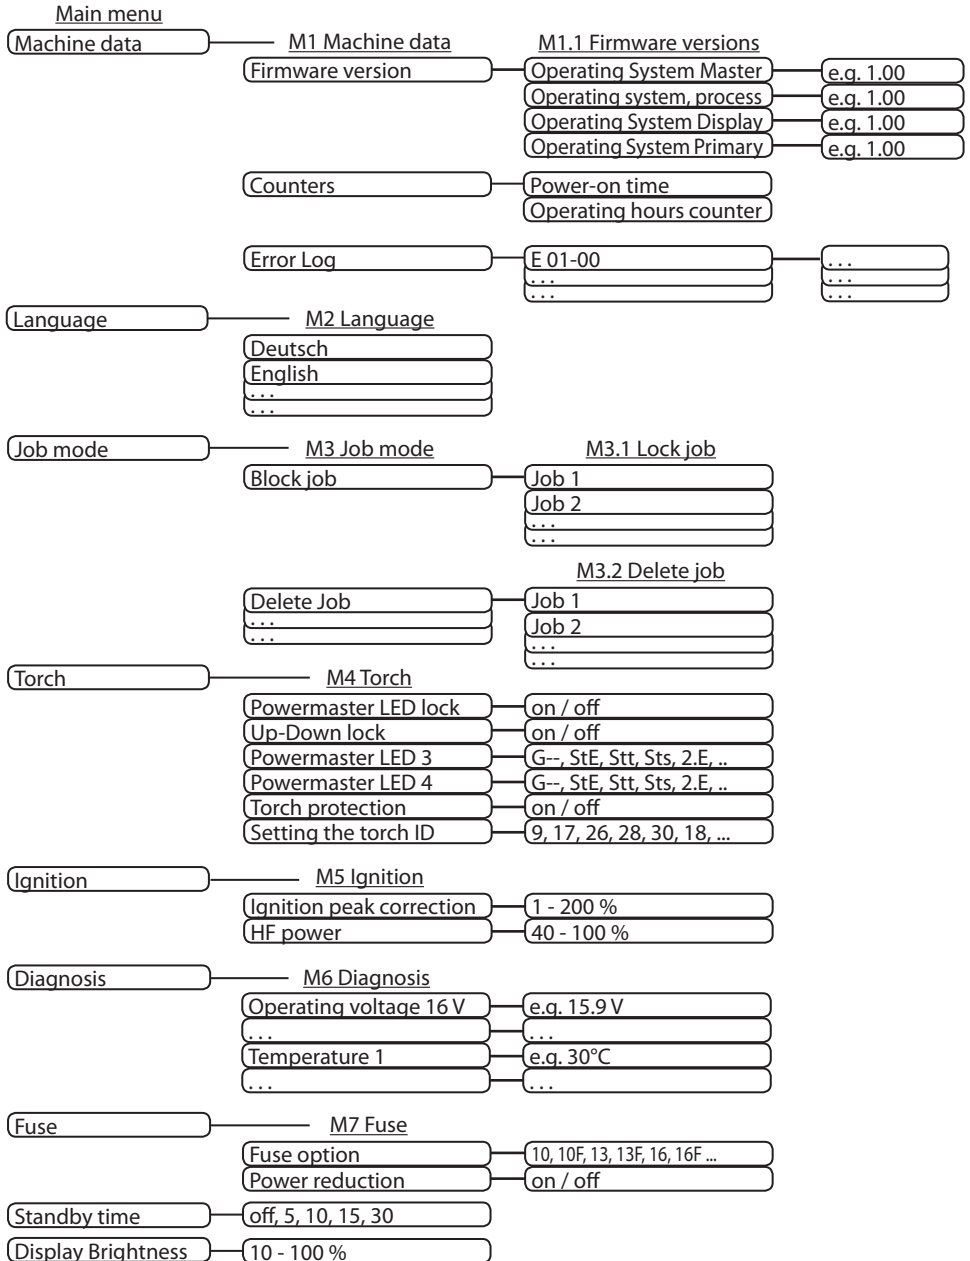 Main menu
Machine data M1 Machine data M1.1 Firmware versions
Firmware version Operating System Master e.g. 1.00
Operating system, process e.g. 1.00
Operating System Display e.g. 1.00
Operating System Primary e.g. 1.00
Counters Power-on time
Operating hours counter
Error Log E 01-00 . . .
. . . . . .
. . . . . .
Language M2 Language
Deutsch
English
. . .
. . .
Job mode M3 Job mode M3.1 Lock job
Block job Job 1
Job 2
. . .
. . .
M3.2 Delete job
Delete Job Job 1
. . . Job 2
. . . . . .
. . .
Torch M4 Torch
Powermaster LED lock on / off
Up-Down lock on / off
Powermaster LED 3 G--, StE, Stt, Sts, 2.E, ..
Powermaster LED 4 G--, StE, Stt, Sts, 2.E, ..
Torch protection on / off
Setting the torch ID 9, 17, 26, 28, 30, 18, ...
Ignition M5 Ignition
Ignition peak correction 1 - 200 %
HF power 40 - 100 %
Diagnosis M6 Diagnosis
Operating voltage 16 V e.g. 15.9 V
. . . . . .
Temperature 1 e.g. 30°C
. . . . . .
Fuse M7 Fuse
Fuse option 10, 10F, 13, 13F, 16, 16F ...
Power reduction on / off
Standby time off, 5, 10, 15, 30
Display Brightness 10 - 100 %